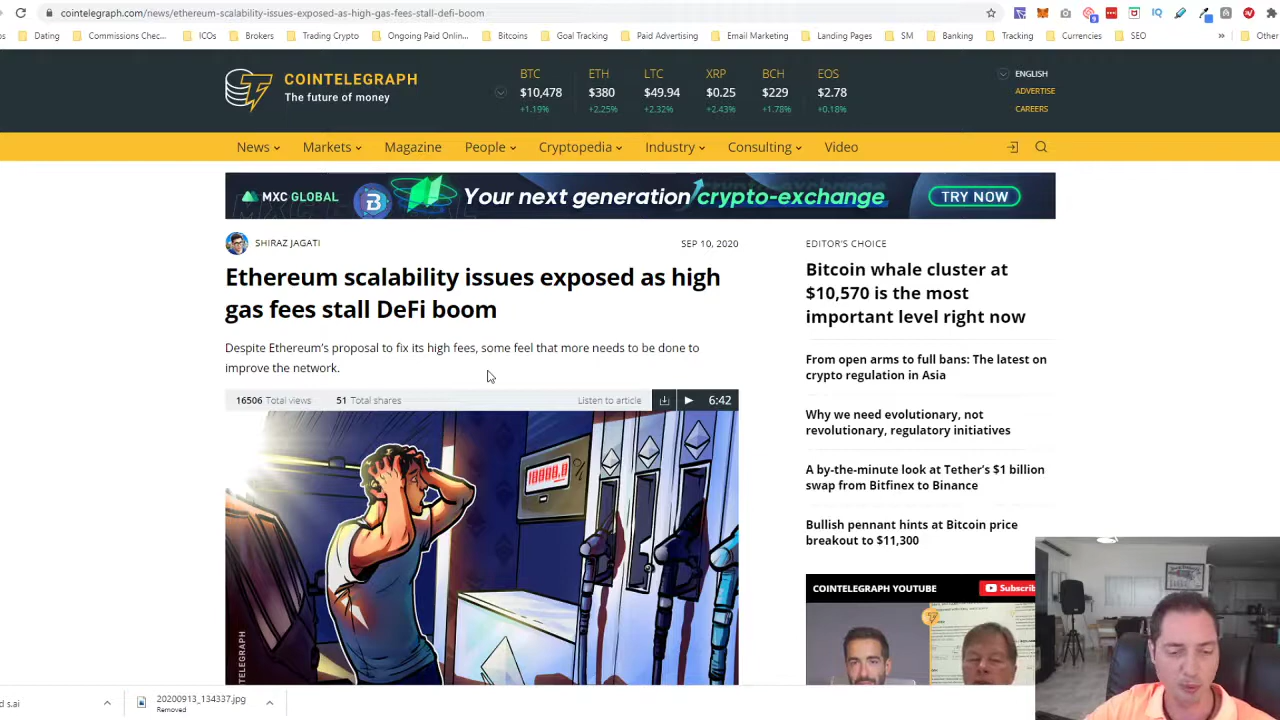 cointelegraph.com/news/ethereum-scalability-issues-exposed-as-high-gas-fees-stall-defi-boom
Dating
Commissions Chec...
ICOs
Brokers
Trading Crypto
Ongoing Paid Onlin...
Bitcoins
Goal Tracking
Paid Advertising
Email Marketing
Landing Pages
SM
Banking
Tracking
Currencies
SEO
Other
COINTELEGRAPH
The future of money
BTC ETH LTC XRP BCH EOS
$10,478 $380 $49.94 $0.25 $229 $2.78
+1.19% +2.25% +2.32% +2.43% +1.78% +0.18%
ENGLISH
ADVERTISE
CAREERS
News Markets Magazine People Cryptopedia Industry Consulting Video
MXC GLOBAL Your next generation crypto-exchange TRY NOW
SHIRAZ JAGATI SEP 10, 2020
Ethereum scalability issues exposed as high
gas fees stall DeFi boom
Despite Ethereum's proposal to fix its high fees, some feel that more needs to be done to
improve the network.
16506 Total views 51 Total shares Listen to article 6:42
EDITOR'S CHOICE
Bitcoin whale cluster at
$10,570 is the most
important level right now
From open arms to full bans: The latest on
crypto regulation in Asia
Why we need evolutionary, not
revolutionary, regulatory initiatives
A by-the-minute look at Tether's $1 billion
swap from Bitfinex to Binance
Bullish pennant hints at Bitcoin price
breakout to $11,300
COINTELEGRAPH YOUTUBE
d s.ai
20200913_134337.jpg
Removed